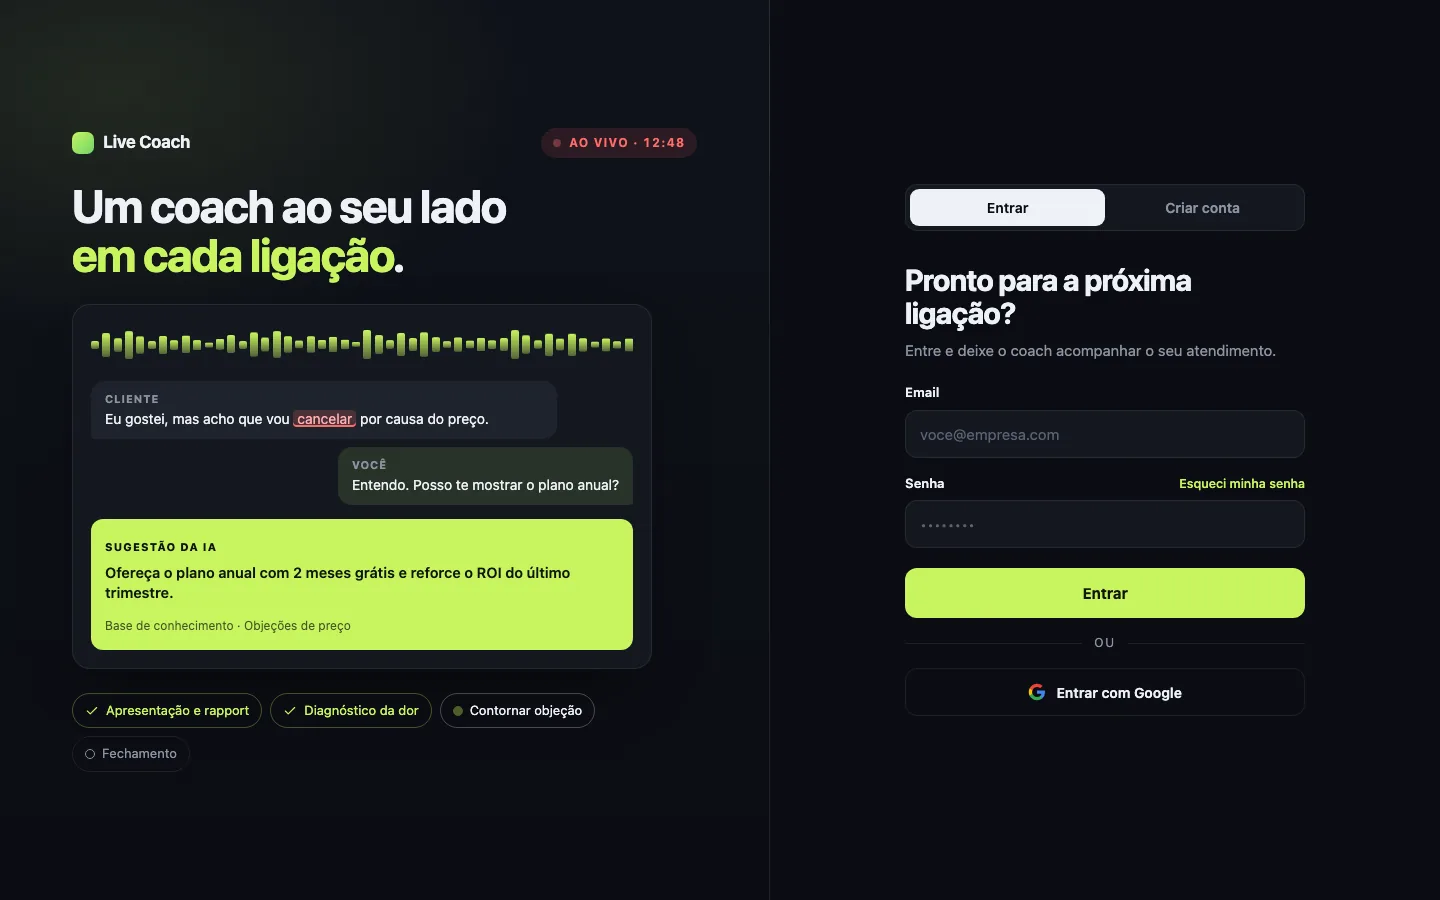 Live Coach
AO VIVO · 12:48
Um coach ao seu lado
em cada ligação.
CLIENTE
Eu gostei, mas acho que vou cancelar por causa do preço.
VOCÊ
Entendo. Posso te mostrar o plano anual?
SUGESTÃO DA IA
Ofereça o plano anual com 2 meses grátis e reforce o ROI do último
trimestre.
Base de conhecimento · Objeções de preço
Apresentação e rapport
Diagnóstico da dor
Contornar objeção
Fechamento
Entrar
Criar conta
Pronto para a próxima
ligação?
Entre e deixe o coach acompanhar o seu atendimento.
Email
voce@empresa.com
Senha
Esqueci minha senha
••••••••
Entrar
OU
Entrar com Google